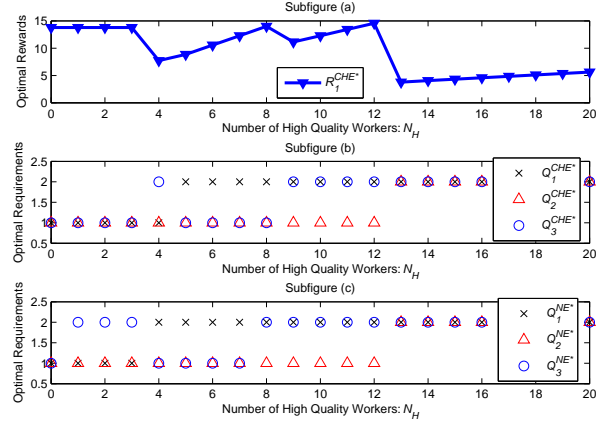 Subfigure (a)
Optimal Rewards
15
10
5
0
R_1^{CHE*}
0 2 4 6 8 10 12 14 16 18 20
Number of High Quality Workers: N_H
Subfigure (b)
Optimal Requirements
2.5
2
1.5
1
0.5
Q_1^{CHE*}
Q_2^{CHE*}
Q_3^{CHE*}
0 2 4 6 8 10 12 14 16 18 20
Number of High Quality Workers: N_H
Subfigure (c)
Optimal Requirements
2.5
2
1.5
1
0.5
Q_1^{NE*}
Q_2^{NE*}
Q_3^{NE*}
0 2 4 6 8 10 12 14 16 18 20
Number of High Quality Workers: N_H